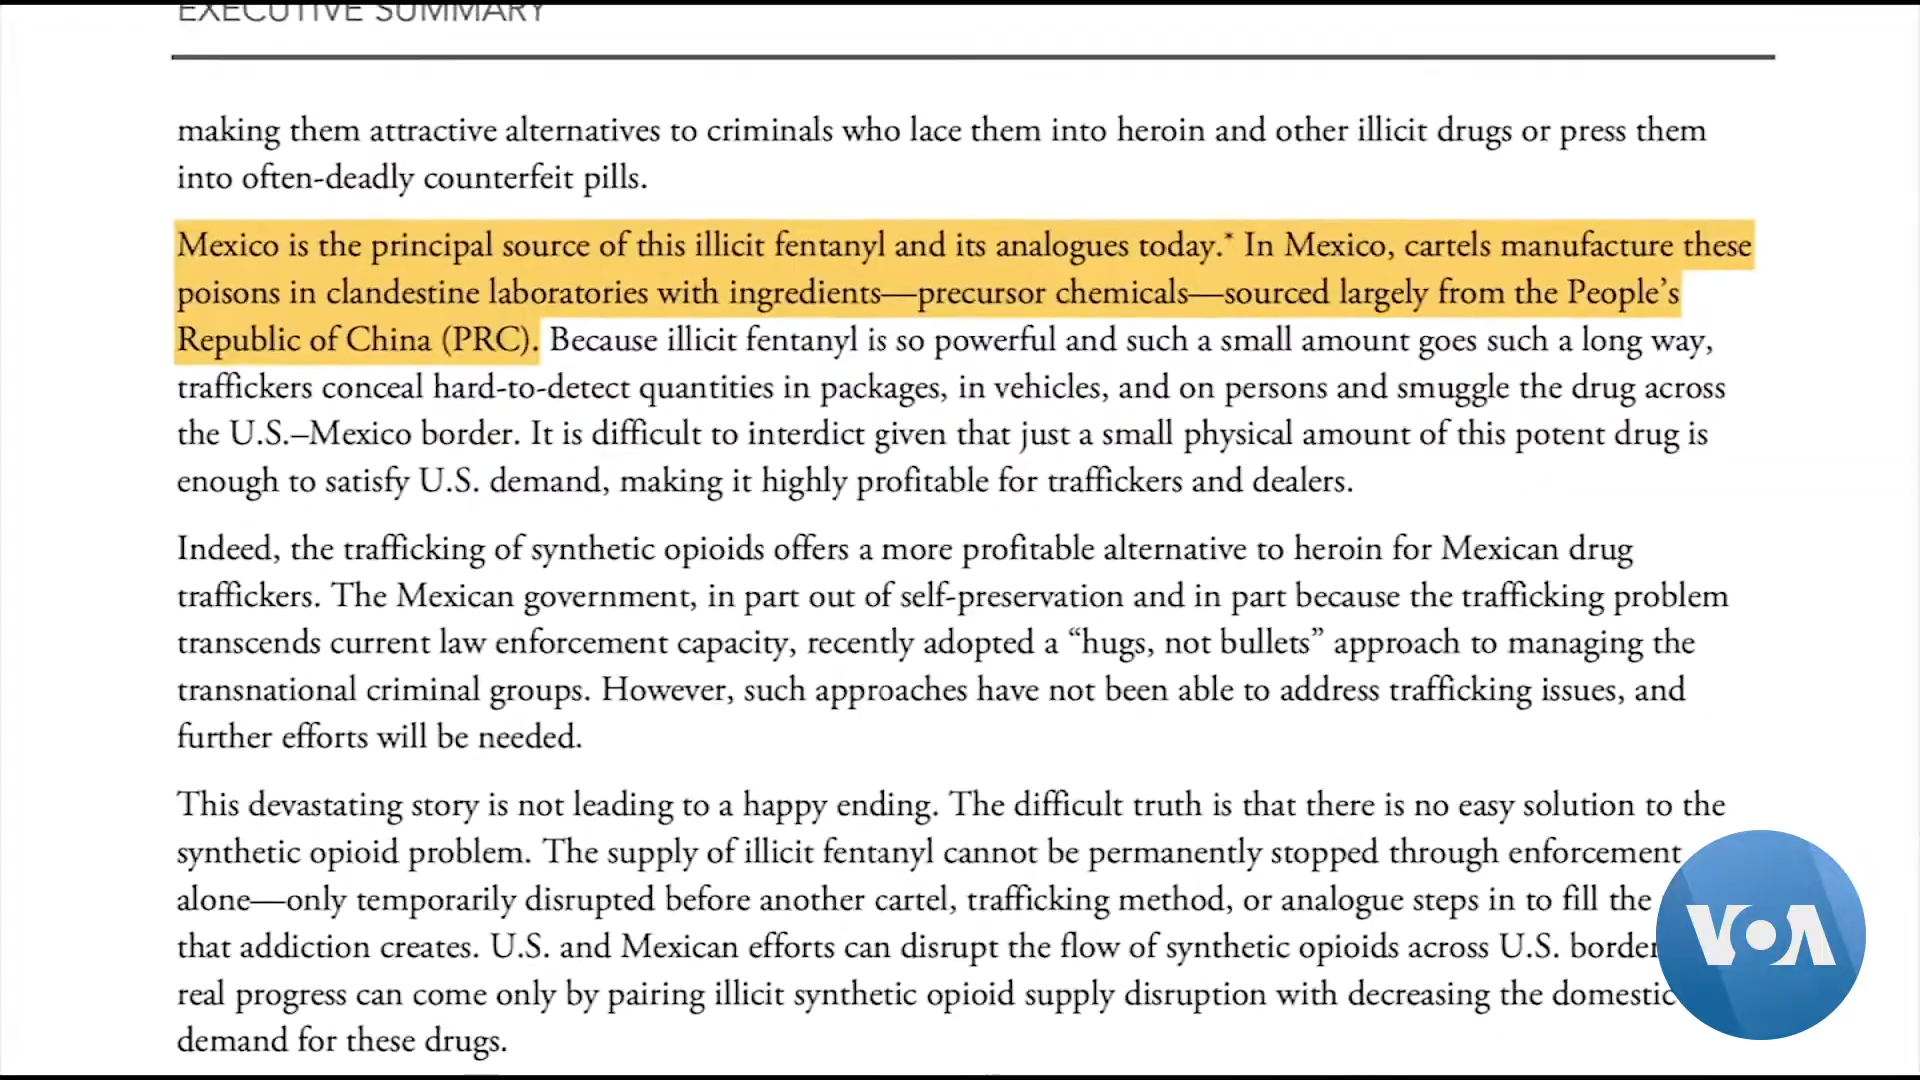 EXECUTIVE SUMMARY
making them attractive alternatives to criminals who lace them into heroin and other illicit drugs or press them
into often-deadly counterfeit pills.
Mexico is the principal source of this illicit fentanyl and its analogues today.* In Mexico, cartels manufacture these
poisons in clandestine laboratories with ingredients—precursor chemicals—sourced largely from the People’s
Republic of China (PRC). Because illicit fentanyl is so powerful and such a small amount goes such a long way,
traffickers conceal hard-to-detect quantities in packages, in vehicles, and on persons and smuggle the drug across
the U.S.–Mexico border. It is difficult to interdict given that just a small physical amount of this potent drug is
enough to satisfy U.S. demand, making it highly profitable for traffickers and dealers.
Indeed, the trafficking of synthetic opioids offers a more profitable alternative to heroin for Mexican drug
traffickers. The Mexican government, in part out of self-preservation and in part because the trafficking problem
transcends current law enforcement capacity, recently adopted a “hugs, not bullets” approach to managing the
transnational criminal groups. However, such approaches have not been able to address trafficking issues, and
further efforts will be needed.
This devastating story is not leading to a happy ending. The difficult truth is that there is no easy solution to the
synthetic opioid problem. The supply of illicit fentanyl cannot be permanently stopped through enforcement
alone—only temporarily disrupted before another cartel, trafficking method, or analogue steps in to fill the
that addiction creates. U.S. and Mexican efforts can disrupt the flow of synthetic opioids across U.S.
real progress can come only by pairing illicit synthetic opioid supply disruption with decreasing the domestic
demand for these drugs.
VOA